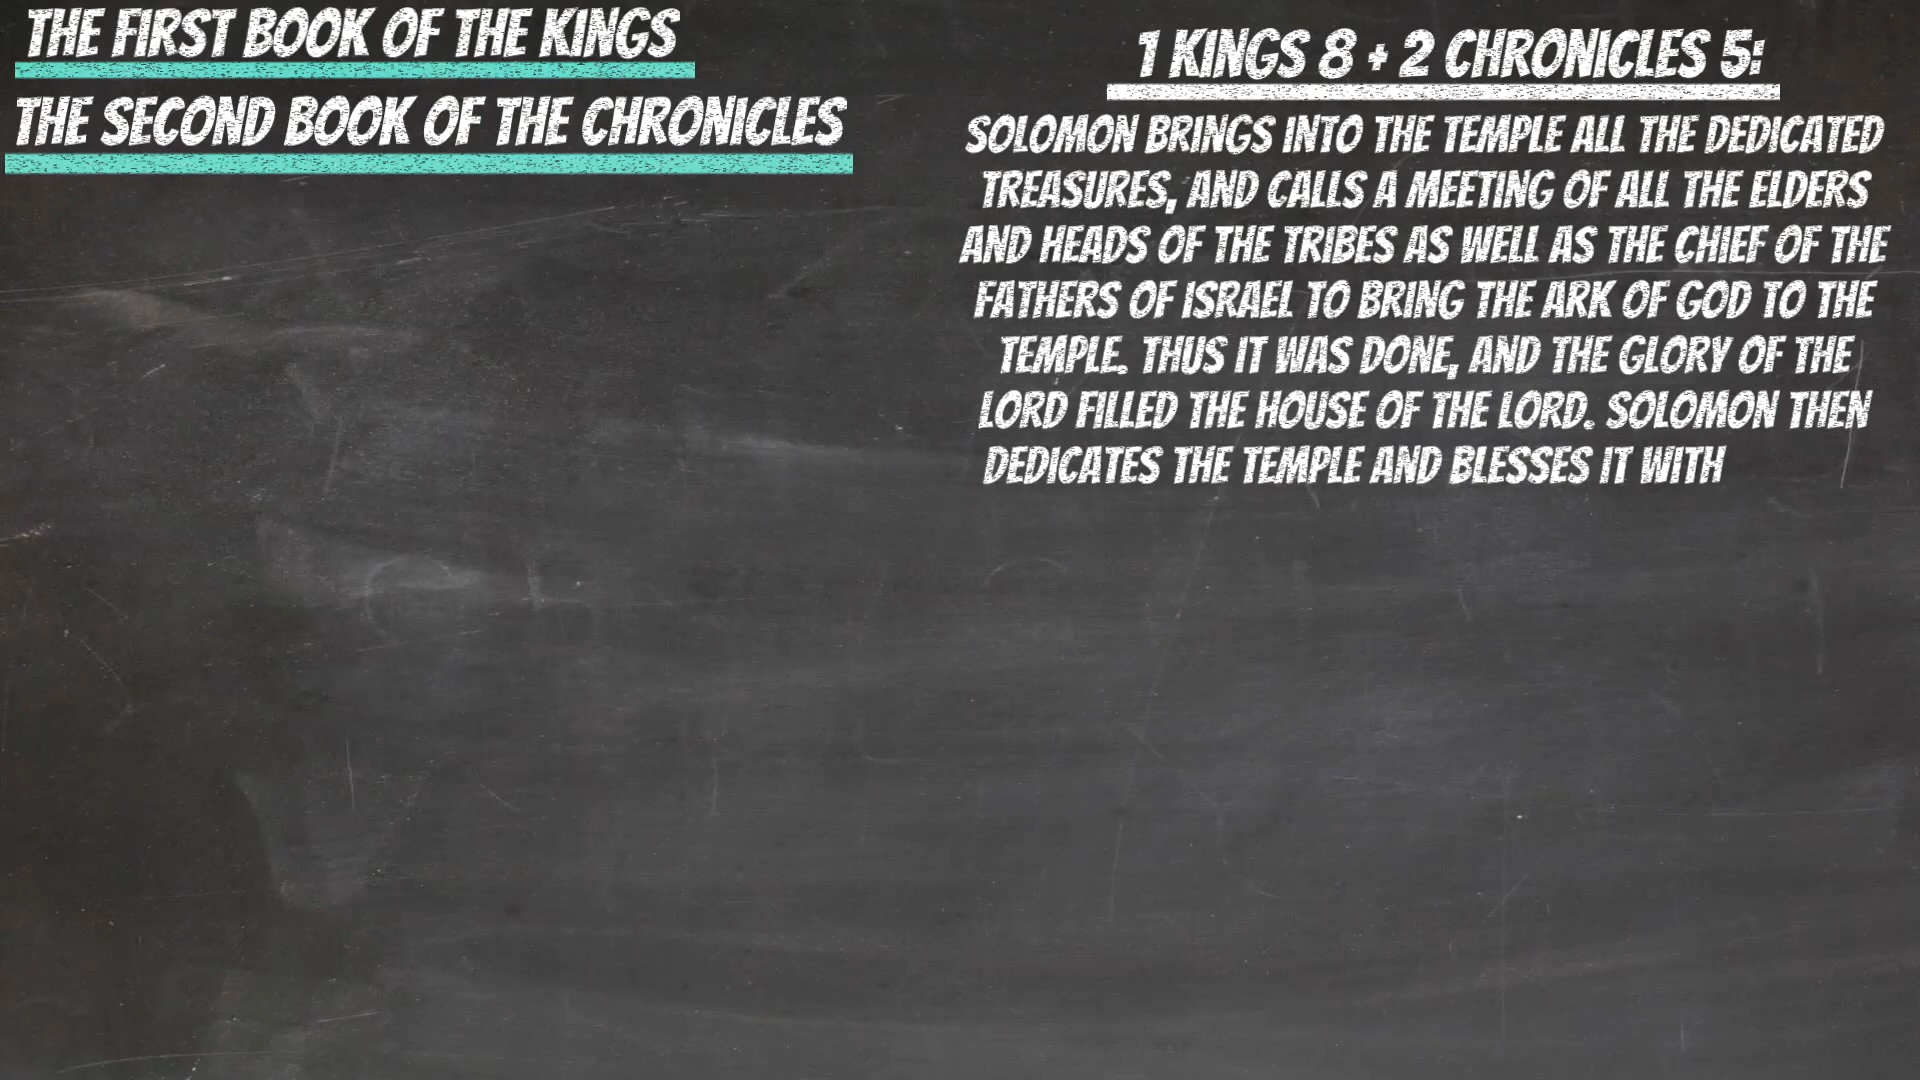 THE FIRST BOOK OF THE KINGS
THE SECOND BOOK OF THE CHRONICLES
1 KINGS 8 + 2 CHRONICLES 5:
SOLOMON BRINGS INTO THE TEMPLE ALL THE DEDICATED
TREASURES, AND CALLS A MEETING OF ALL THE ELDERS
AND HEADS OF THE TRIBES AS WELL AS THE CHIEF OF THE
FATHERS OF ISRAEL TO BRING THE ARK OF GOD TO THE
TEMPLE. THUS IT WAS DONE, AND THE GLORY OF THE
LORD FILLED THE HOUSE OF THE LORD. SOLOMON THEN
DEDICATES THE TEMPLE AND BLESSES IT WITH